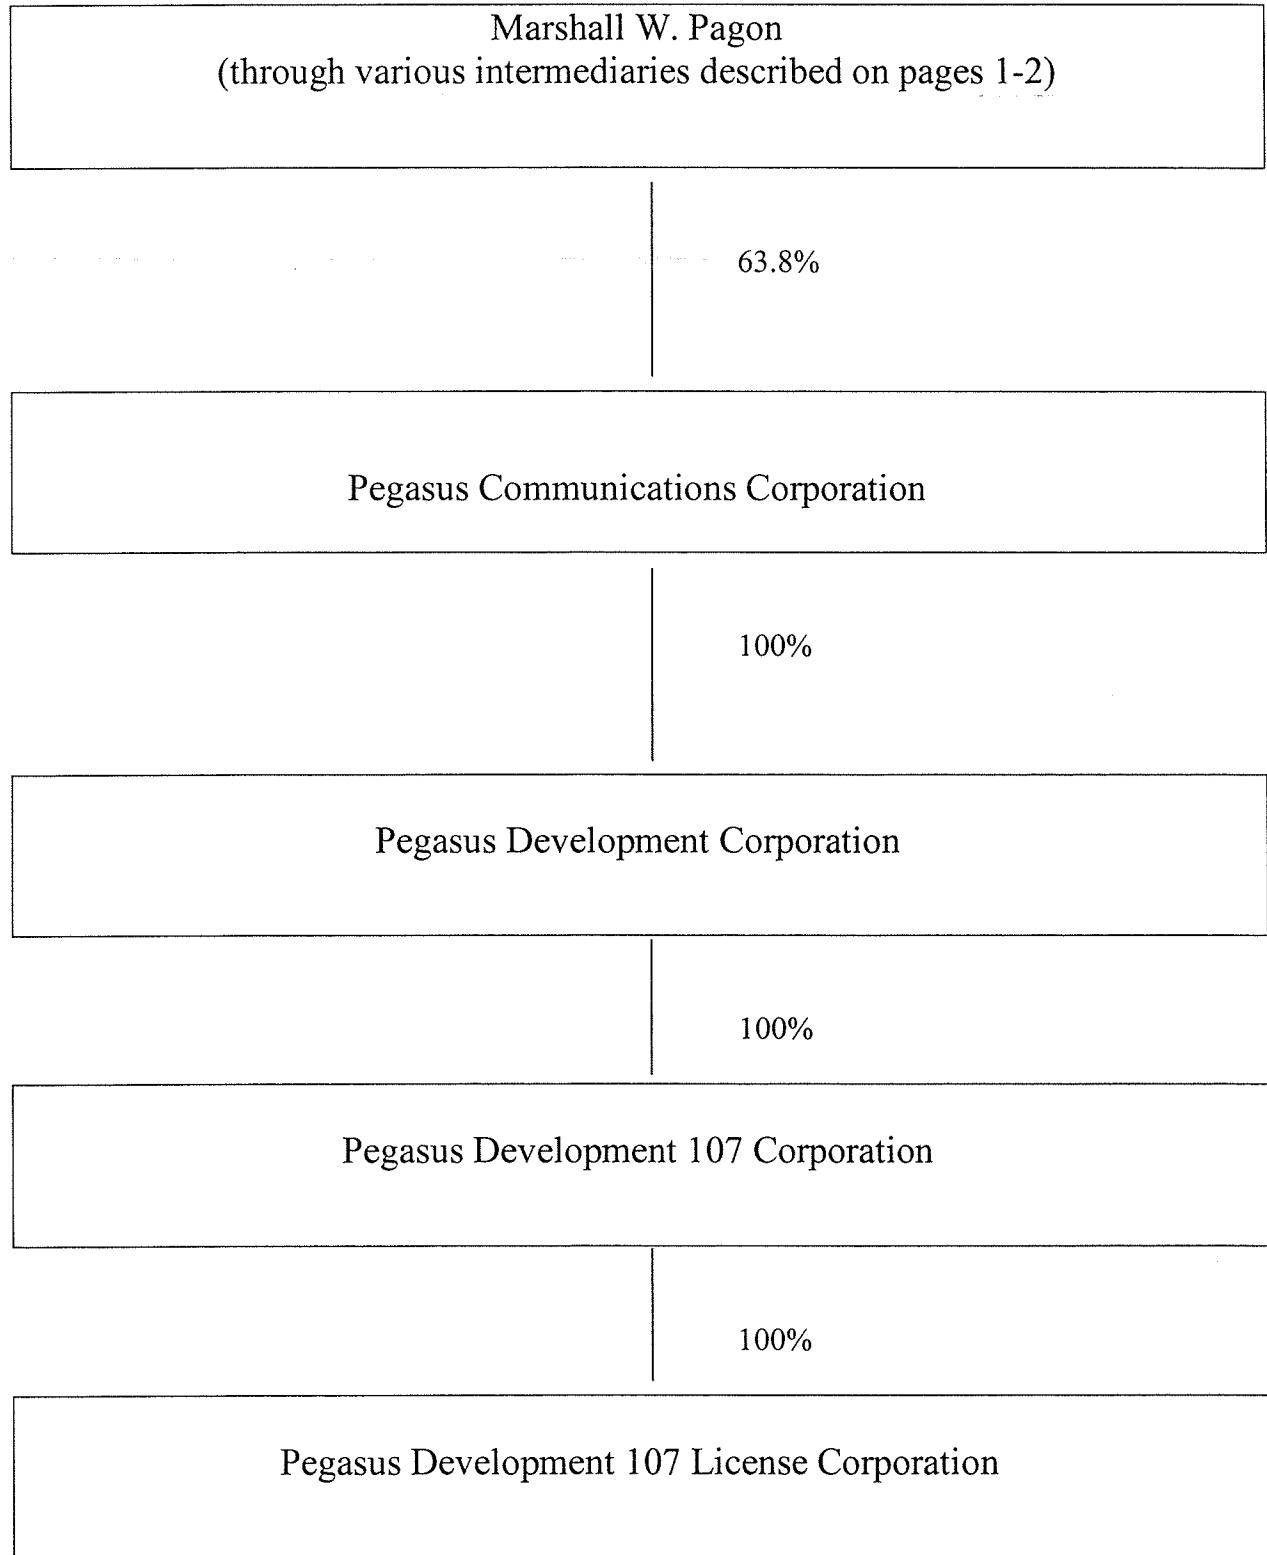 Marshall W. Pagon
(through various intermediaries described on pages 1-2)
63.8%
Pegasus Communications Corporation
100%
Pegasus Development Corporation
100%
Pegasus Development 107 Corporation
100%
Pegasus Development 107 License Corporation